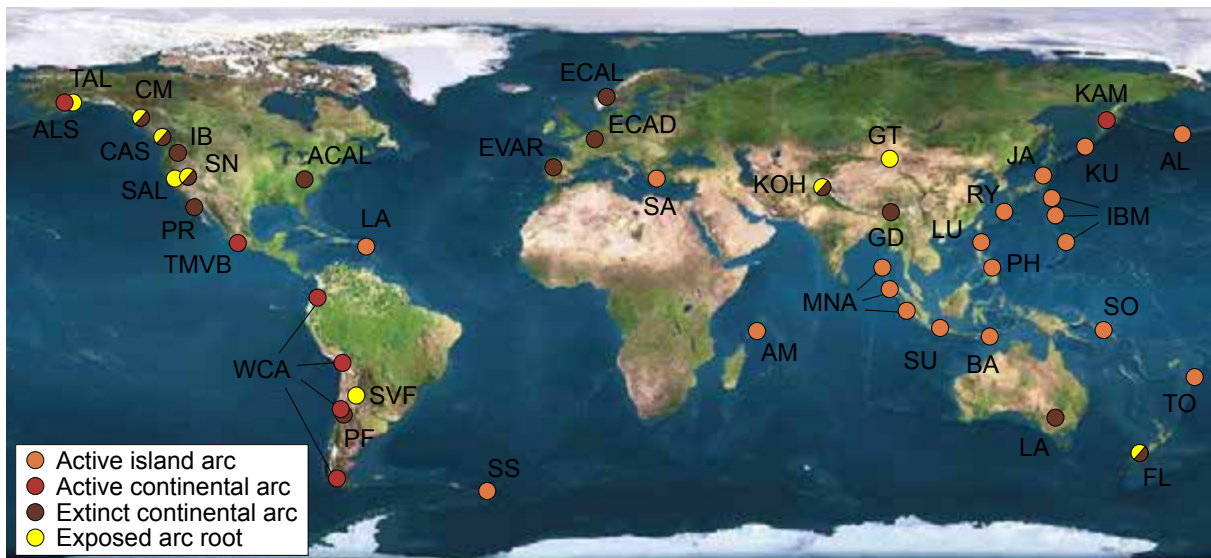 TAL
CM
ECAL
KAM
ALS
ECAD
GT
AL
CAS
IB
EVAR
JA
KU
SN
ACAL
KOH
SAL
SA
RY
IBM
PR
LA
GD
LU
TMVB
PH
MNA
SO
WCA
AM
SU
BA
SVF
TO
PF
LA
SS
FL
Active island arc
Active continental arc
Extinct continental arc
Exposed arc root